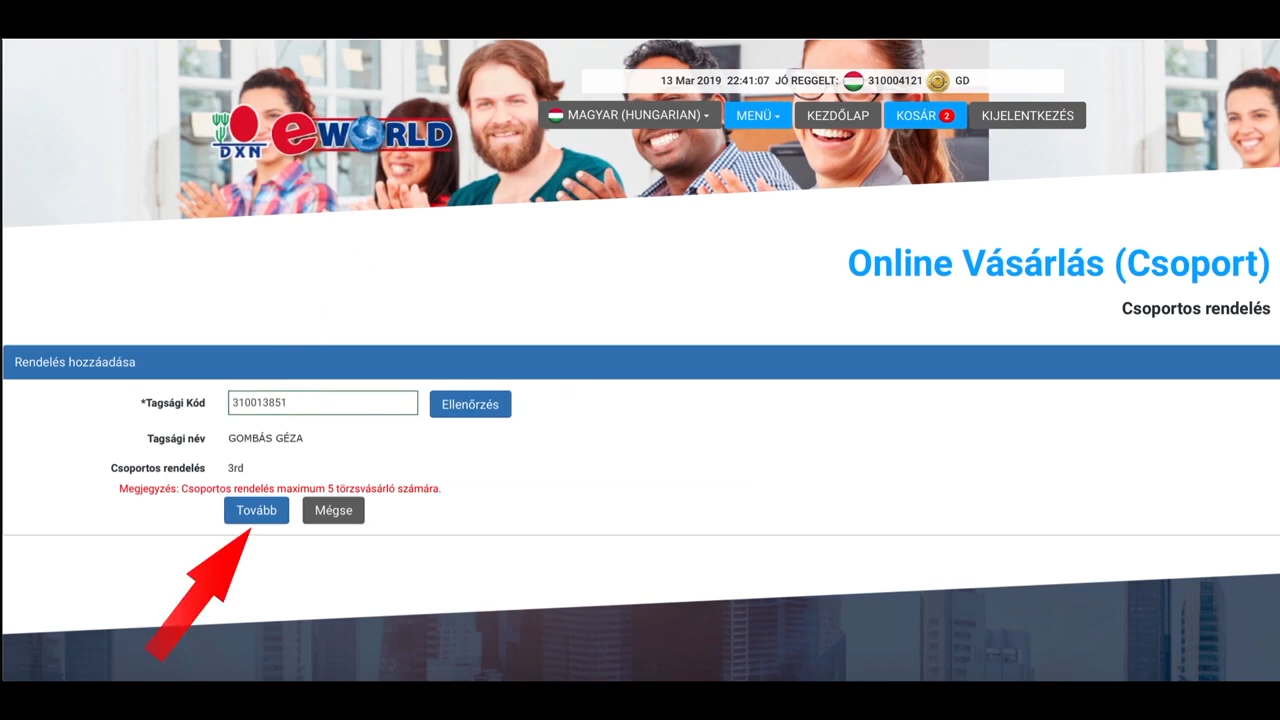 13 Mar 2019 22:41:07 JÓ REGGELT: 310004121 GD
DXN eWORLD
MAGYAR (HUNGARIAN) MENÜ KEZDŐLAP KOSÁR 2 KIJELENTKEZÉS
Online Vásárlás (Csoport)
Csoportos rendelés
Rendelés hozzáadása
*Tagsági Kód 310013851 Ellenőrzés
Tagsági név GOMBÁS GÉZA
Csoportos rendelés 3rd
Megjegyzés: Csoportos rendelés maximum 5 törzsvásárló számára.
Tovább Mégse